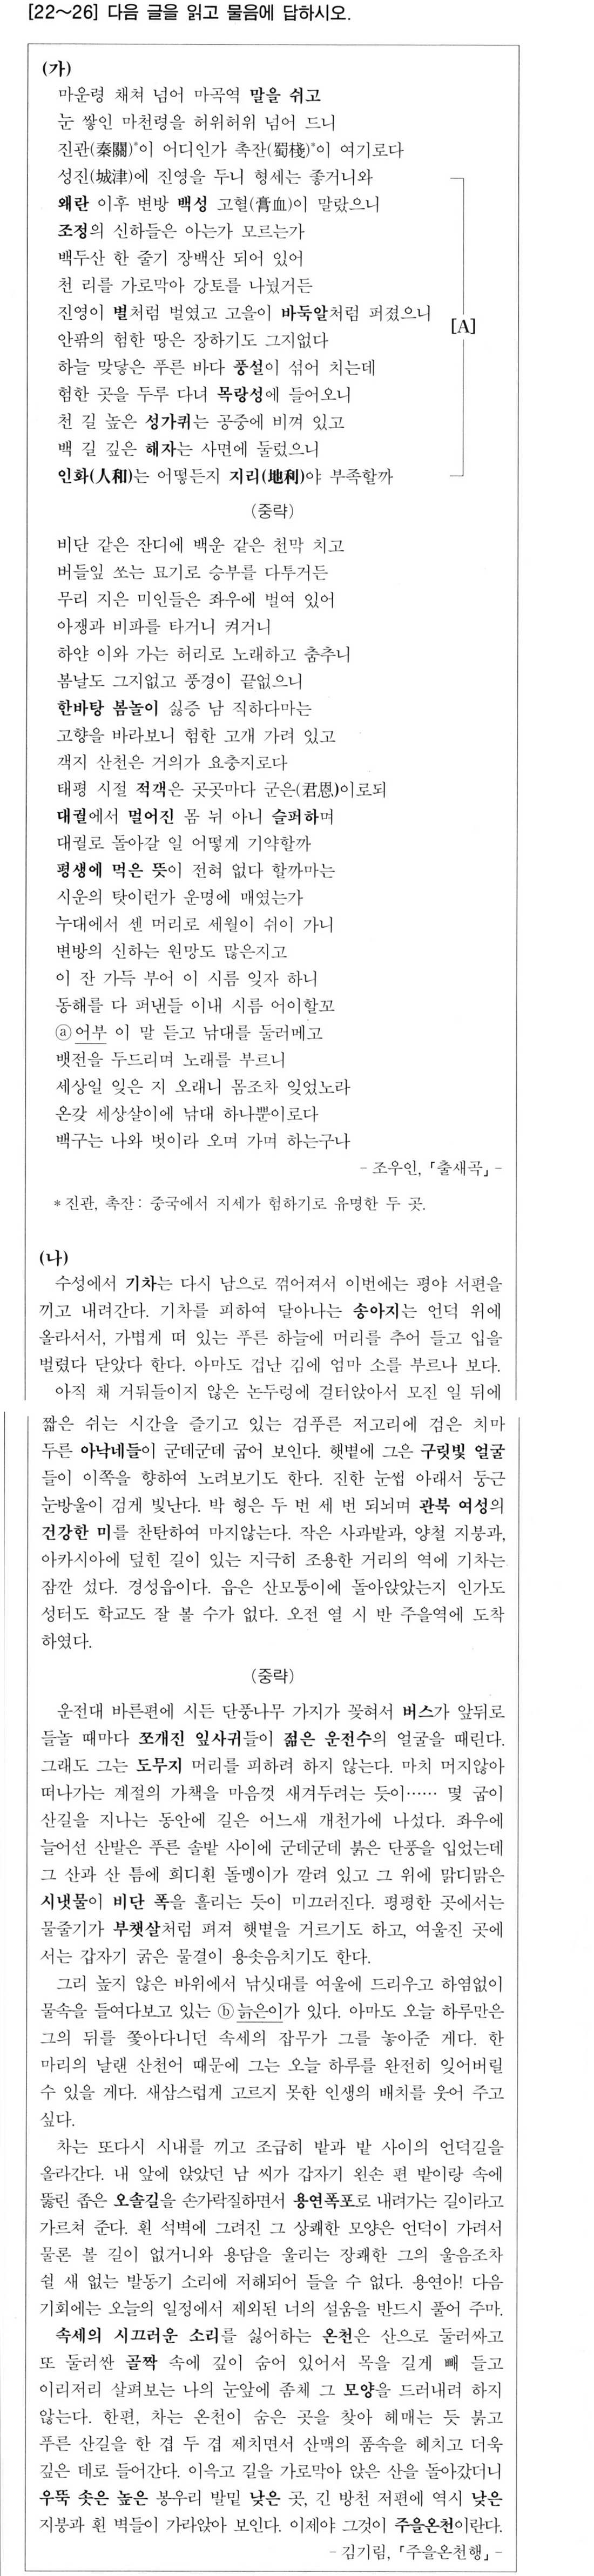 [22~26] 다음 글을 읽고 물음에 답하시오.
(가)
마운령 채쳐 넘어 마곡역 말을 쉬고
눈 쌓인 마천령을 허위허위 넘어 드니
진관(秦關)*이 어디인가 촉잔(蜀棧)*이 여기로다
성진(城津)에 진영을 두니 형세는 좋거니와
왜란 이후 변방 백성 고혈(膏血)이 말랐으니
조정의 신하들은 아는가 모르는가
백두산 한 줄기 장백산 되어 있어
천 리를 가로막아 강토를 나눴거든
진영이 별처럼 벌였고 고을이 바둑알처럼 퍼졌으니
[A]
안팎의 험한 땅은 장하기도 그지없다
하늘 맞닿은 푸른 바다 풍설이 섞어 치는데
험한 곳을 두루 다녀 목랑성에 들어오니
천 길 높은 성가퀴는 공중에 비껴 있고
백 길 깊은 해자는 사면에 둘렀으니
인화(人和)는 어떻든지 지리(地利)야 부족할까
(중략)
비단 같은 잔디에 백운 같은 천막 치고
버들잎 쏘는 묘기로 승부를 다투거든
무리 지은 미인들은 좌우에 벌여 있어
아쟁과 비파를 타거니 켜거니
하얀 이와 가는 허리로 노래하고 춤추니
봄날도 그지없고 풍경이 끝없으니
한바탕 봄놀이 싫증 남 직하다마는
고향을 바라보니 험한 고개 가려 있고
객지 산천은 거의가 요충지로다
태평 시절 적객은 곳곳마다 군은(君恩)이로되
대궐에서 멀어진 몸 뉘 아니 슬퍼하며
대궐로 돌아갈 일 어떻게 기약할까
평생에 먹은 뜻이 전혀 없다 할까마는
시운의 탓이런가 운명에 매였는가
누대에서 센 머리로 세월이 쉬이 가니
변방의 신하는 원망도 많은지고
이 잔 가득 부어 이 시름 잊자 하니
동해를 다 퍼낸들 이내 시름 어이할꼬
ⓐ어부 이 말 듣고 낚대를 둘러메고
뱃전을 두드리며 노래를 부르니
세상일 잊은 지 오래니 몸조차 잊었노라
온갖 세상살이에 낚대 하나뿐이로다
백구는 나와 벗이라 오며 가며 하는구나
- 조우인, 「출새곡」 -
* 진관, 촉잔 : 중국에서 지세가 험하기로 유명한 두 곳.
(나)
수성에서 기차는 다시 남으로 꺾어져서 이번에는 평야 서편을
끼고 내려간다. 기차를 피하여 달아나는 송아지는 언덕 위에
올라서서, 가볍게 떠 있는 푸른 하늘에 머리를 추어 들고 입을
벌렸다 닫았다 한다. 아마도 겁난 김에 엄마 소를 부르나 보다.
아직 채 거둬들이지 않은 논두렁에 걸터앉아서 모진 일 뒤에
짧은 쉬는 시간을 즐기고 있는 검푸른 저고리에 검은 치마
두른 아낙네들이 군데군데 굽어 보인다. 햇볕에 그은 구릿빛 얼굴
들이 이쪽을 향하여 노려보기도 한다. 진한 눈썹 아래서 둥근
눈방울이 검게 빛난다. 박 형은 두 번 세 번 되뇌며 관북 여성의
건강한 미를 찬탄하여 마지않는다. 작은 사과밭과, 양철 지붕과,
아카시아에 덮힌 길이 있는 지극히 조용한 거리의 역에 기차는
잠깐 섰다. 경성읍이다. 읍은 산모퉁이에 돌아앉았는지 인가도
성터도 학교도 잘 볼 수가 없다. 오전 열 시 반 주을역에 도착
하였다.
(중략)
운전대 바른편에 시든 단풍나무 가지가 꽂혀서 버스가 앞뒤로
들놀 때마다 쪼개진 잎사귀들이 젊은 운전수의 얼굴을 때린다.
그래도 그는 도무지 머리를 피하려 하지 않는다. 마치 머지않아
떠나가는 계절의 가책을 마음껏 새겨두려는 듯이…… 몇 굽이
산길을 지나는 동안에 길은 어느새 개천가에 나섰다. 좌우에
늘어선 산발은 푸른 솔밭 사이에 군데군데 붉은 단풍을 입었는데
그 산과 산 틈에 희디흰 돌멩이가 깔려 있고 그 위에 맑디맑은
시냇물이 비단 폭을 흘리는 듯이 미끄러진다. 평평한 곳에서는
물줄기가 부챗살처럼 펴져 햇볕을 거르기도 하고, 여울진 곳에
서는 갑자기 굵은 물결이 용솟음치기도 한다.
그리 높지 않은 바위에서 낚싯대를 여울에 드리우고 하염없이
물속을 들여다보고 있는 ⓑ늙은이가 있다. 아마도 오늘 하루만은
그의 뒤를 쫓아다니던 속세의 잡무가 그를 놓아준 게다. 한
마리의 날랜 산천어 때문에 그는 오늘 하루를 완전히 잊어버릴
수 있을 게다. 새삼스럽게 고르지 못한 인생의 배치를 웃어 주고
싶다.
차는 또다시 시내를 끼고 조급히 밭과 밭 사이의 언덕길을
올라간다. 내 앞에 앉았던 남 씨가 갑자기 왼손 편 밭이랑 속에
뚫린 좁은 오솔길을 손가락질하면서 용연폭포로 내려가는 길이라고
가르쳐 준다. 흰 석벽에 그려진 그 상쾌한 모양은 언덕이 가려서
물론 볼 길이 없거니와 용담을 울리는 장쾌한 그의 울음조차
쉴 새 없는 발동기 소리에 저해되어 들을 수 없다. 용연아! 다음
기회에는 오늘의 일정에서 제외된 너의 설움을 반드시 풀어 주마.
속세의 시끄러운 소리를 싫어하는 온천은 산으로 둘러싸고
또 둘러싼 골짝 속에 깊이 숨어 있어서 목을 길게 빼 들고
이리저리 살펴보는 나의 눈앞에 좀체 그 모양을 드러내려 하지
않는다. 한편, 차는 온천이 숨은 곳을 찾아 헤매는 듯 붉고
푸른 산길을 한 겹 두 겹 제치면서 산맥의 품속을 헤치고 더욱
깊은 데로 들어간다. 이윽고 길을 가로막아 앉은 산을 돌아갔더니
우뚝 솟은 높은 봉우리 발밑 낮은 곳, 긴 방천 저편에 역시 낮은
지붕과 흰 벽들이 가라앉아 보인다. 이제야 그것이 주을온천이란다.
- 김기림, 「주을온천행」 -